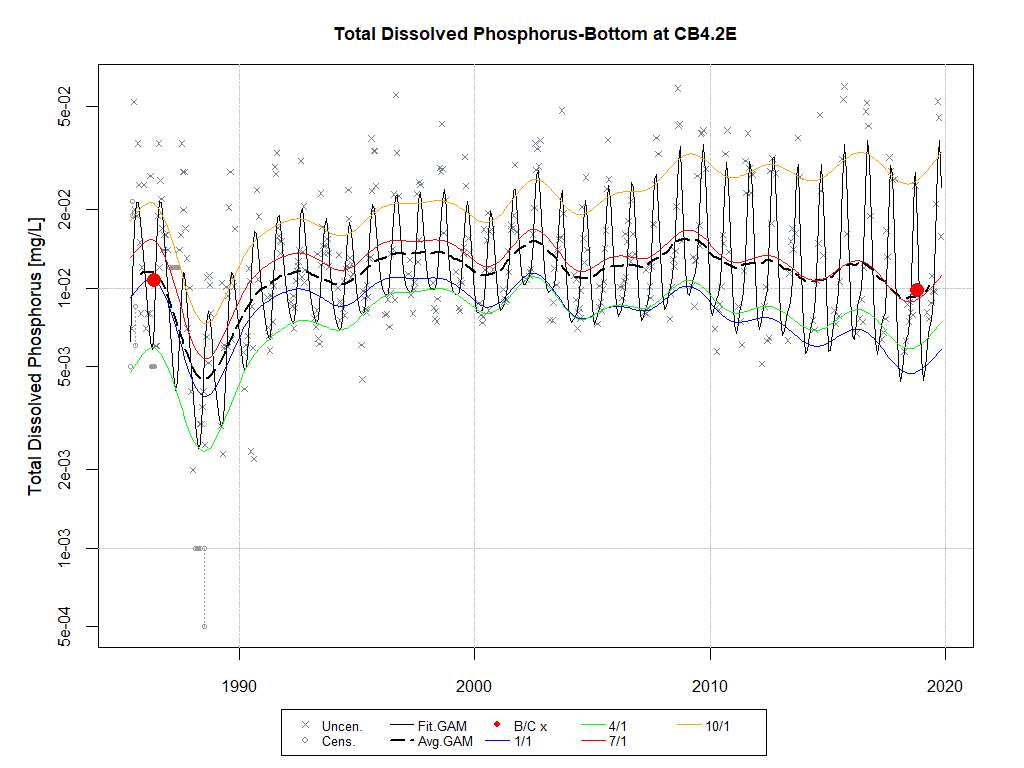 Total Dissolved Phosphorus-Bottom at CB4.2E
Total Dissolved Phosphorus [mg/L]
5e-02
2e-02
1e-02
5e-03
2e-03
1e-03
5e-04
1990 2000 2010 2020
Uncen. Fit.GAM B/C x 4/1 10/1
Cens. Avg.GAM 1/1 7/1